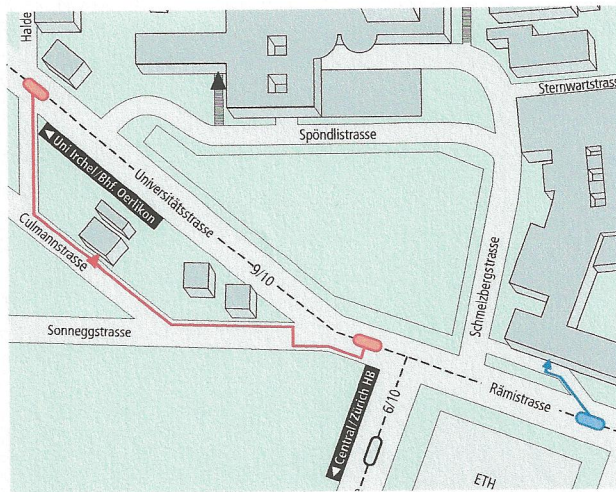 Halde
Sternwartstrass
Spöndlistrasse
◄ Uni Irchel/Bhf. Oerlikon
Universitätsstrasse
Culmannstrasse
9/10
Schmelzbergstrasse
Sonneggstrasse
◄ Central/Zürich HB
6/10
Rämistrasse
ETH